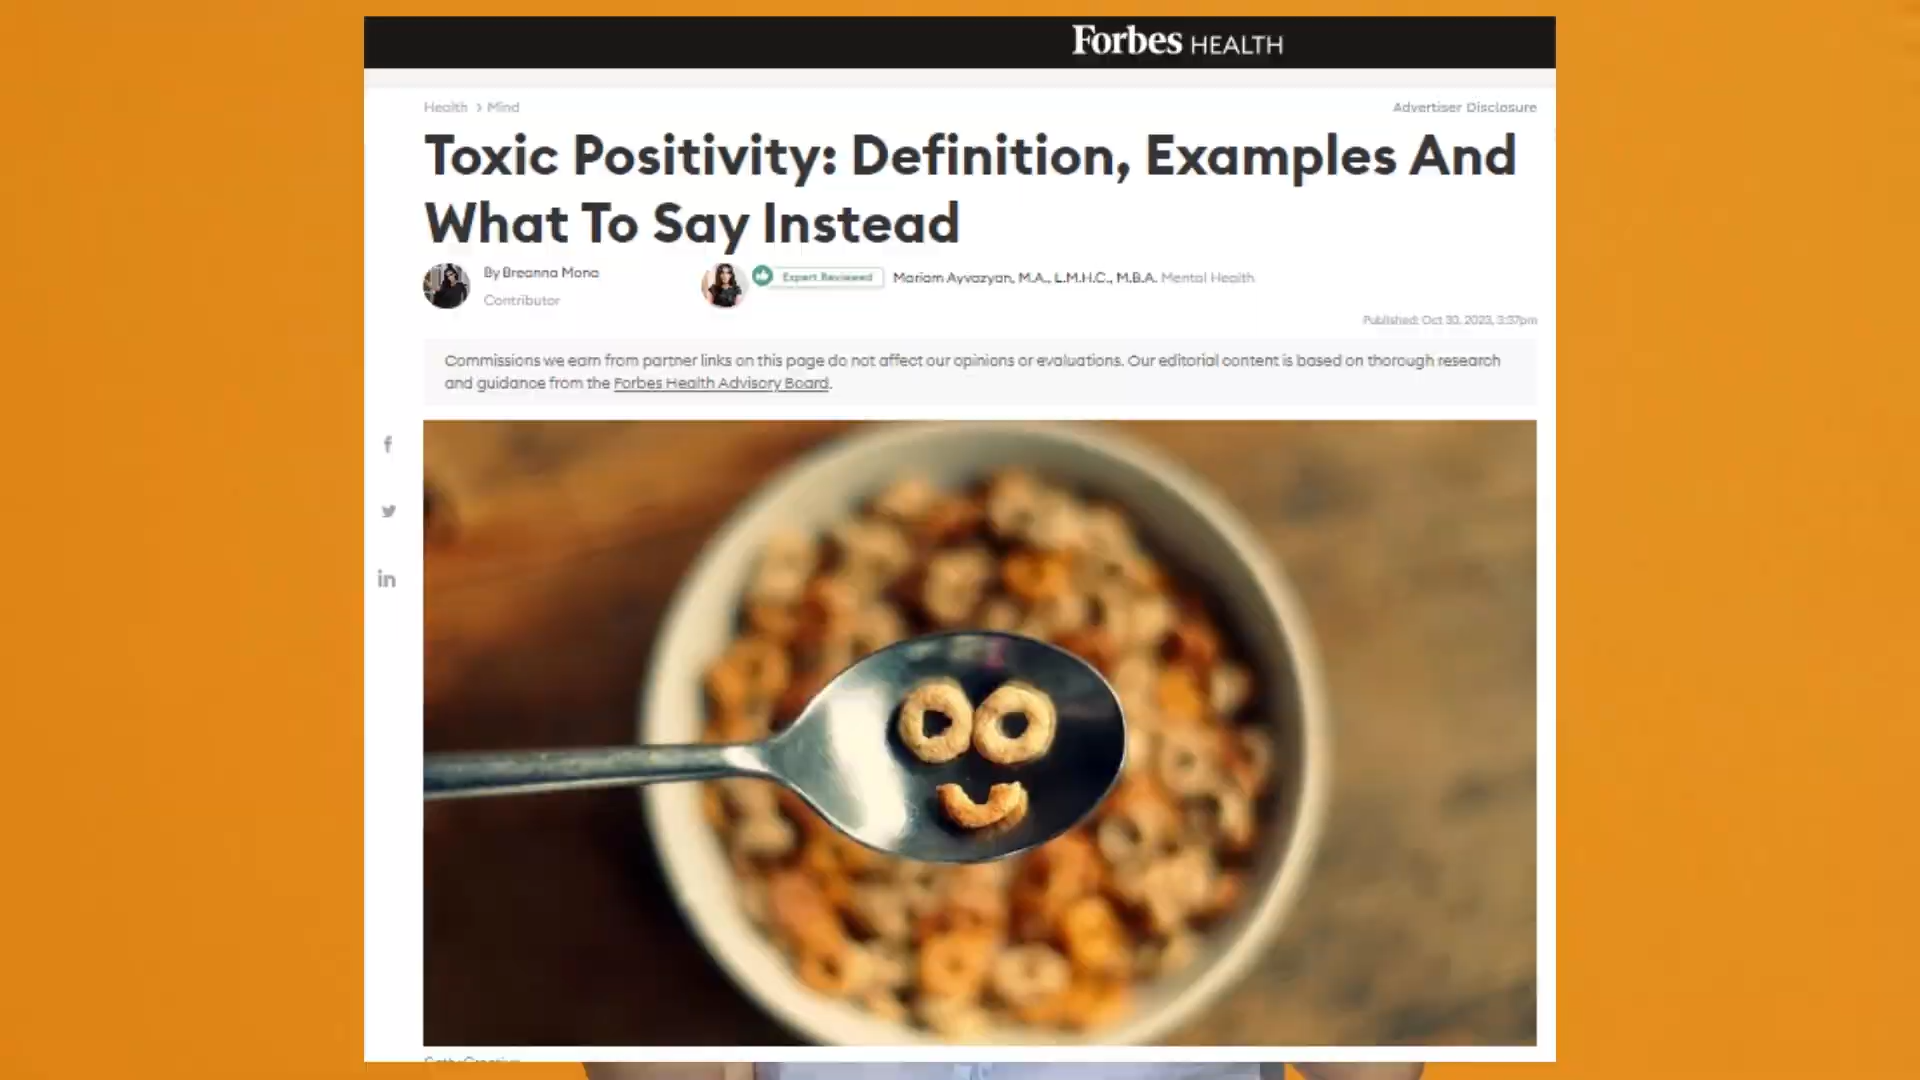 Forbes HEALTH
Health > Mind
Advertiser Disclosure
Toxic Positivity: Definition, Examples And
What To Say Instead
By Breanna Mona
Contributor
Expert Reviewed
Mariam Ayvazyan, M.A., L.M.H.C., M.B.A. Mental Health
Published: Oct 30, 2023, 3:37pm
Commissions we earn from partner links on this page do not affect our opinions or evaluations. Our editorial content is based on thorough research
and guidance from the Forbes Health Advisory Board.
f
in